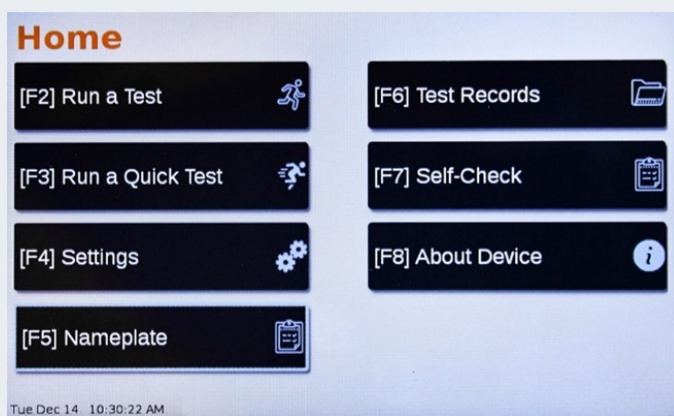 Home
[F2] Run a Test
[F3] Run a Quick Test
[F4] Settings
[F5] Nameplate
[F6] Test Records
[F7] Self-Check
[F8] About Device
Tue Dec 14 10:30:22 AM